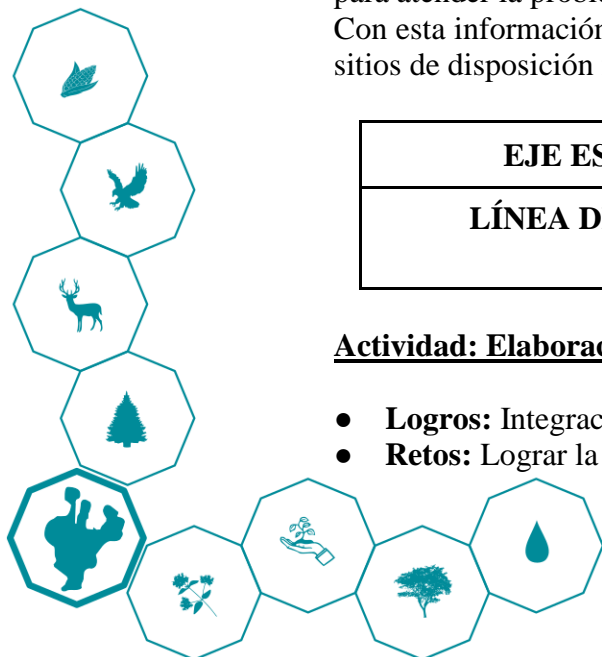 Con esta información
sitios de disposición
EJE ES
LÍNEA D
Actividad: Elaborac
● Logros: Integrac
● Retos: Lograr la